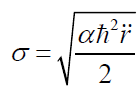 σ = √(αℏ²r̈ / 2)